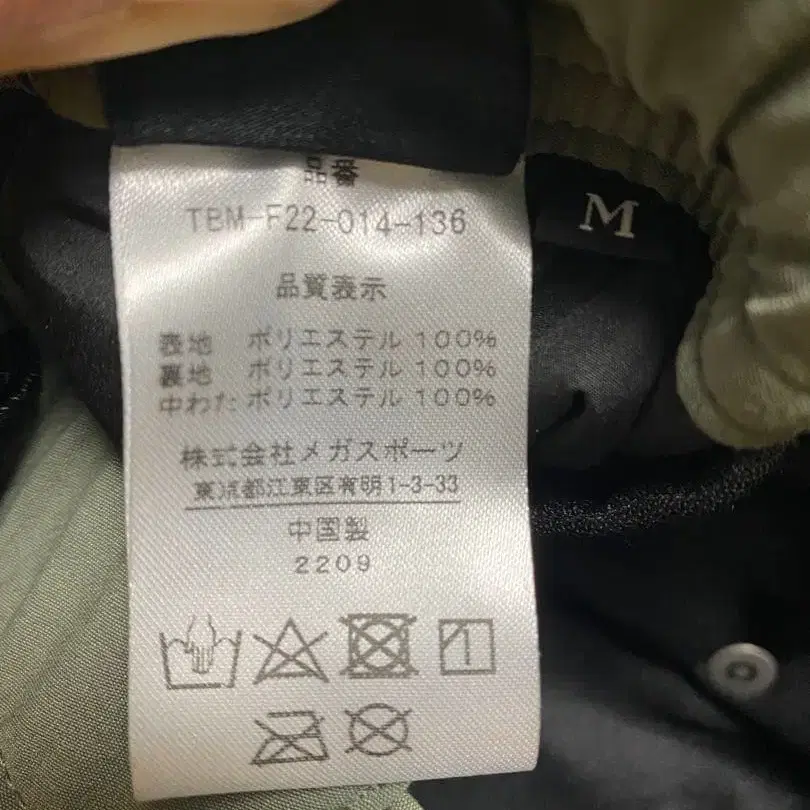 品番
TBM-F22-014-136
M
品質表示
表地 ポリエステル 100%
裏地 ポリエステル 100%
中わた ポリエステル 100%
株式会社メガスポーツ
東京都江東区有明1-3-33
中国製
2209